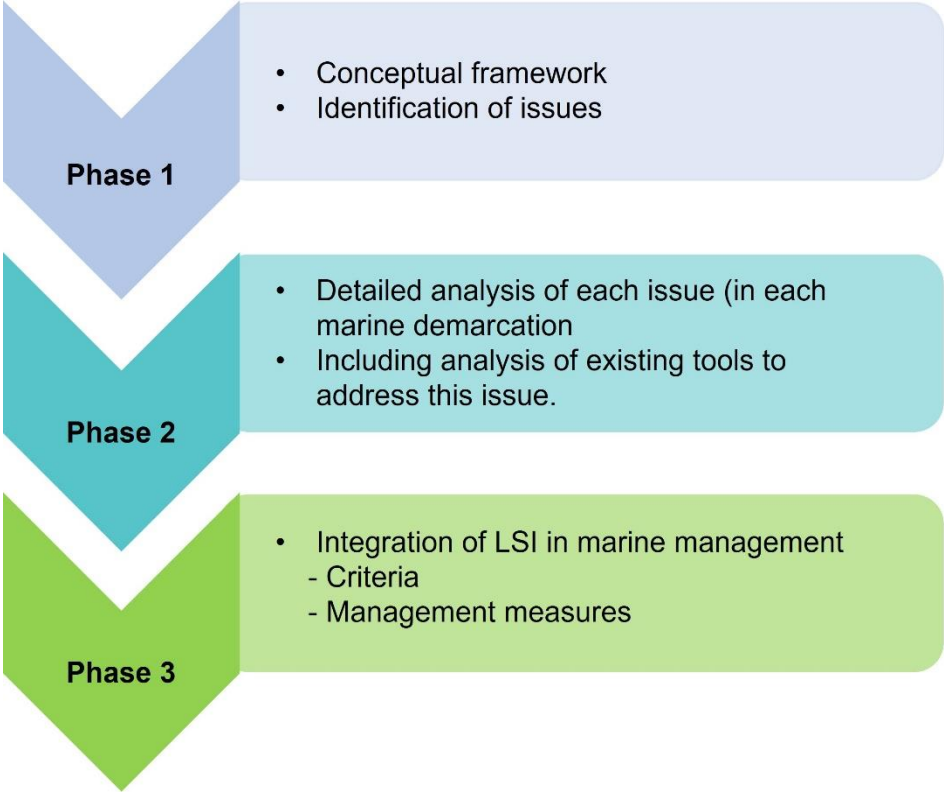 Phase 1
• Conceptual framework
• Identification of issues
Phase 2
• Detailed analysis of each issue (in each
marine demarcation
• Including analysis of existing tools to
address this issue.
Phase 3
• Integration of LSI in marine management
- Criteria
- Management measures